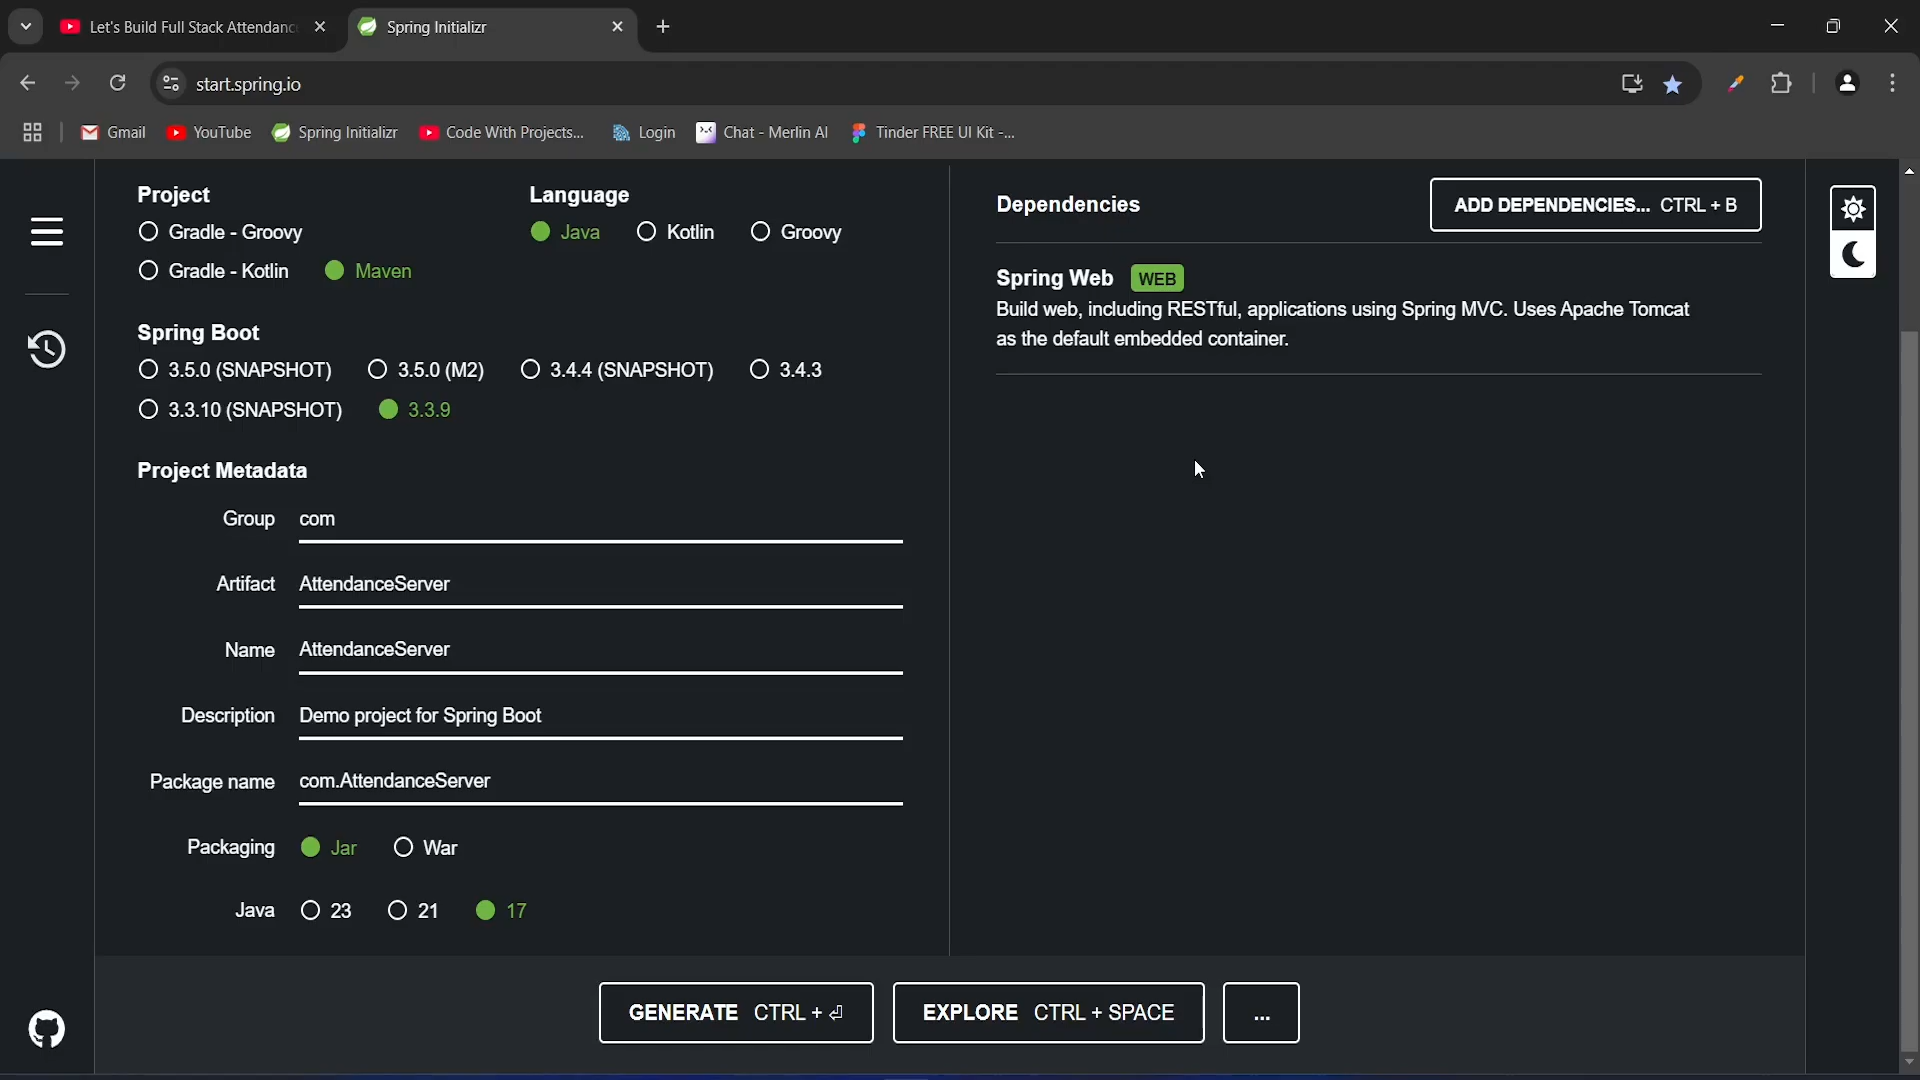 Let's Build Full Stack Attendanc
Spring Initializr
start.spring.io
Gmail
YouTube
Spring Initializr
Code With Projects...
Login
Chat - Merlin AI
Tinder FREE UI Kit -...
Project
Gradle - Groovy
Gradle - Kotlin
Maven
Language
Java
Kotlin
Groovy
Spring Boot
3.5.0 (SNAPSHOT)
3.5.0 (M2)
3.4.4 (SNAPSHOT)
3.4.3
3.3.10 (SNAPSHOT)
3.3.9
Project Metadata
Group com
Artifact AttendanceServer
Name AttendanceServer
Description Demo project for Spring Boot
Package name com.AttendanceServer
Packaging Jar War
Java 23 21 17
Dependencies
ADD DEPENDENCIES... CTRL + B
Spring Web WEB
Build web, including RESTful, applications using Spring MVC. Uses Apache Tomcat
as the default embedded container.
GENERATE CTRL + ⏎
EXPLORE CTRL + SPACE
...